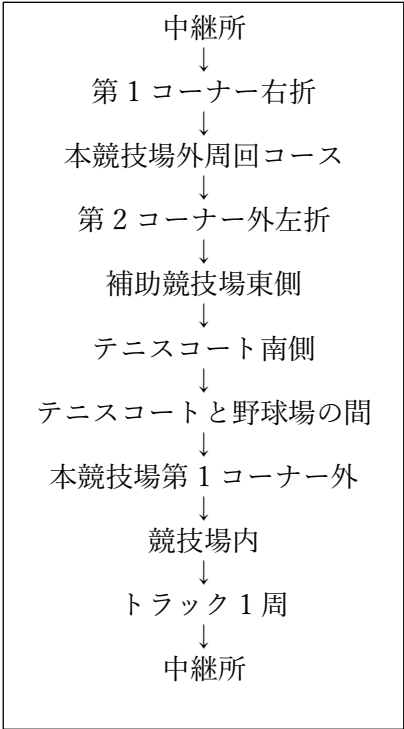 中継所
↓
第1コーナー右折
↓
本競技場外周回コース
↓
第2コーナー外左折
↓
補助競技場東側
↓
テニスコート南側
↓
テニスコートと野球場の間
↓
本競技場第1コーナー外
↓
競技場内
↓
トラック1周
↓
中継所